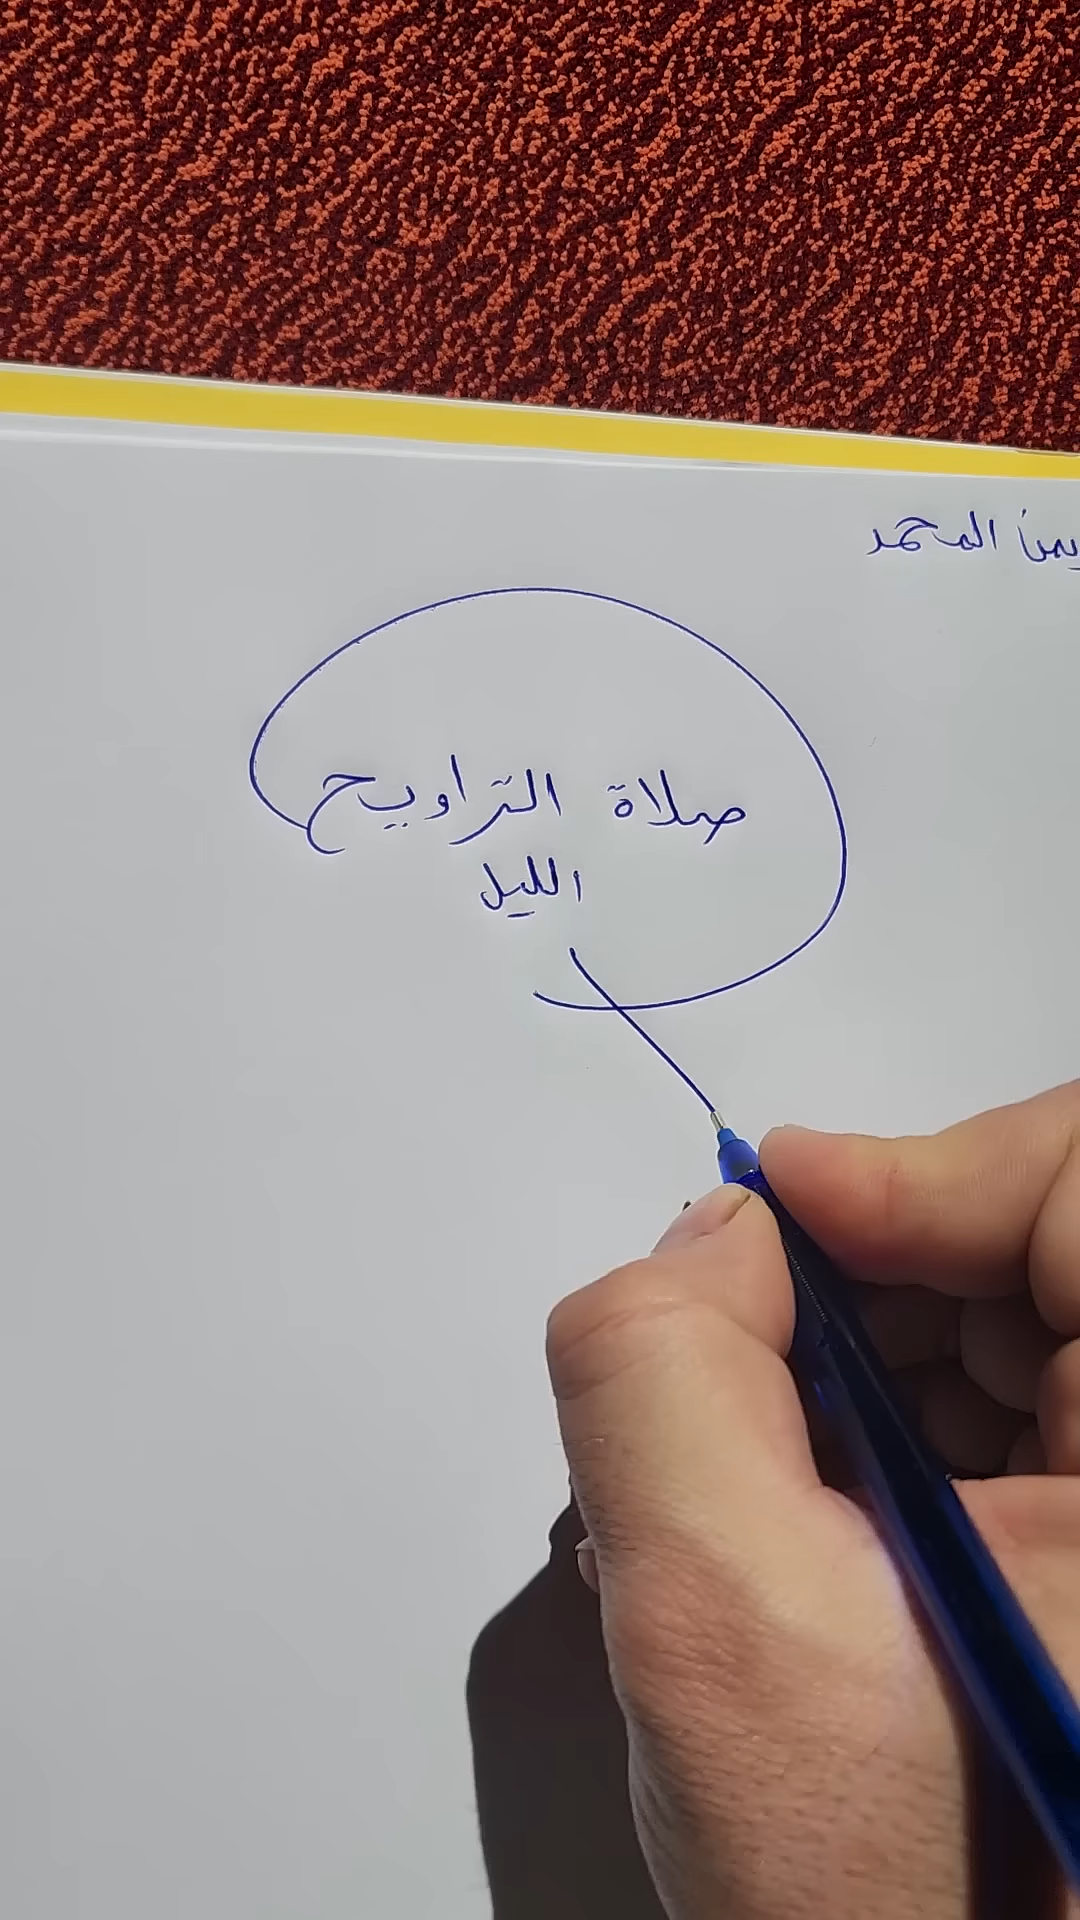 المحمد
صلاة التراويح
الليل